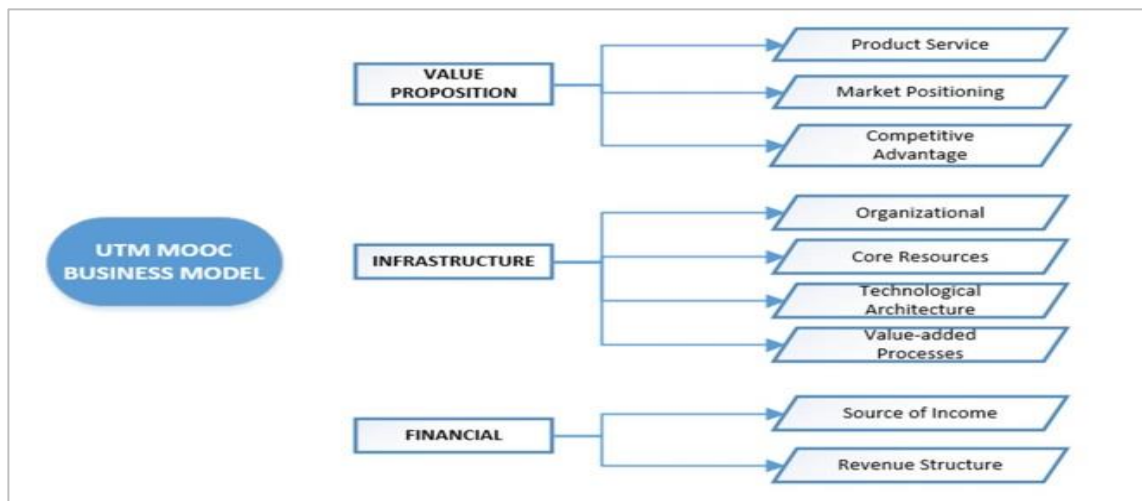 UTM MOOC
BUSINESS MODEL
VALUE
PROPOSITION
Product Service
Market Positioning
Competitive
Advantage
INFRASTRUCTURE
Organizational
Core Resources
Technological
Architecture
Value-added
Processes
FINANCIAL
Source of Income
Revenue Structure